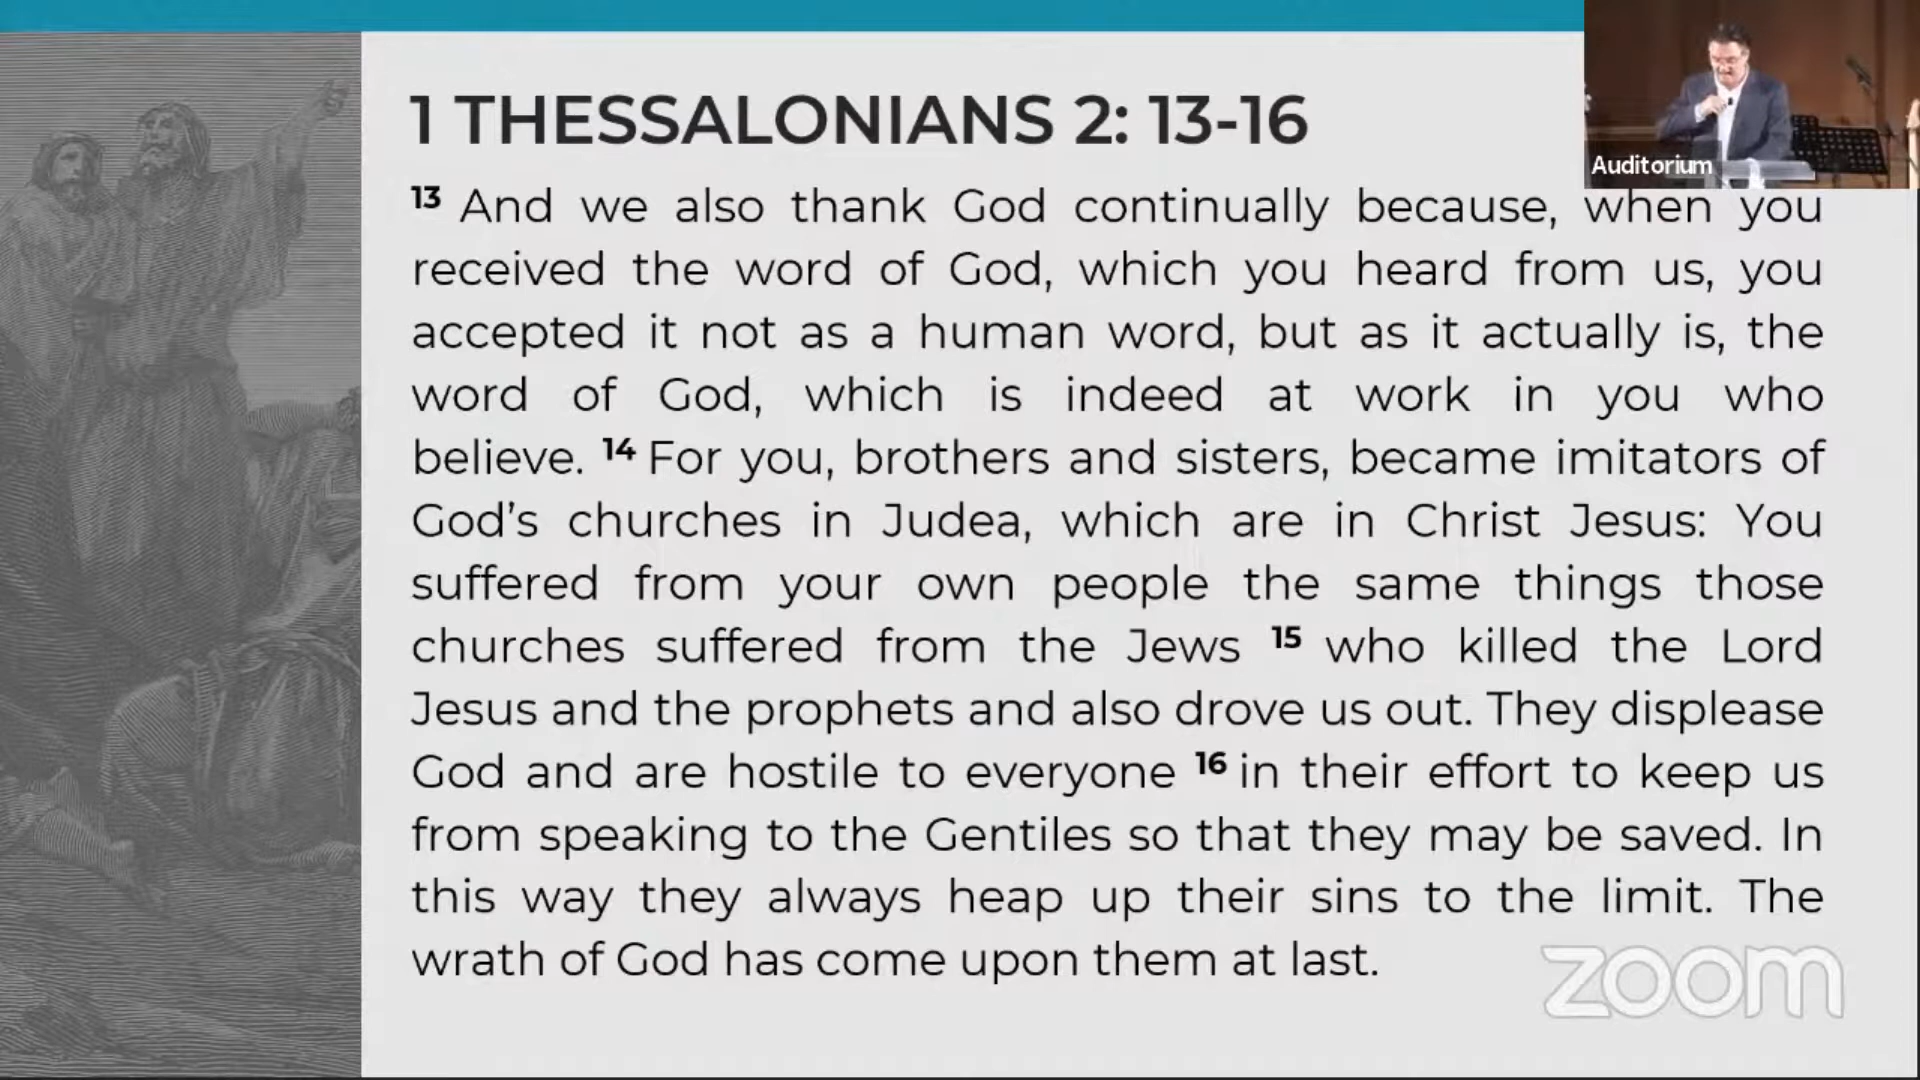 1 THESSALONIANS 2: 13-16
Auditorium
13 And we also thank God continually because, when you
received the word of God, which you heard from us, you
accepted it not as a human word, but as it actually is, the
word of God, which is indeed at work in you who
believe. 14 For you, brothers and sisters, became imitators of
God’s churches in Judea, which are in Christ Jesus: You
suffered from your own people the same things those
churches suffered from the Jews 15 who killed the Lord
Jesus and the prophets and also drove us out. They displease
God and are hostile to everyone 16 in their effort to keep us
from speaking to the Gentiles so that they may be saved. In
this way they always heap up their sins to the limit. The
wrath of God has come upon them at last.
zoom